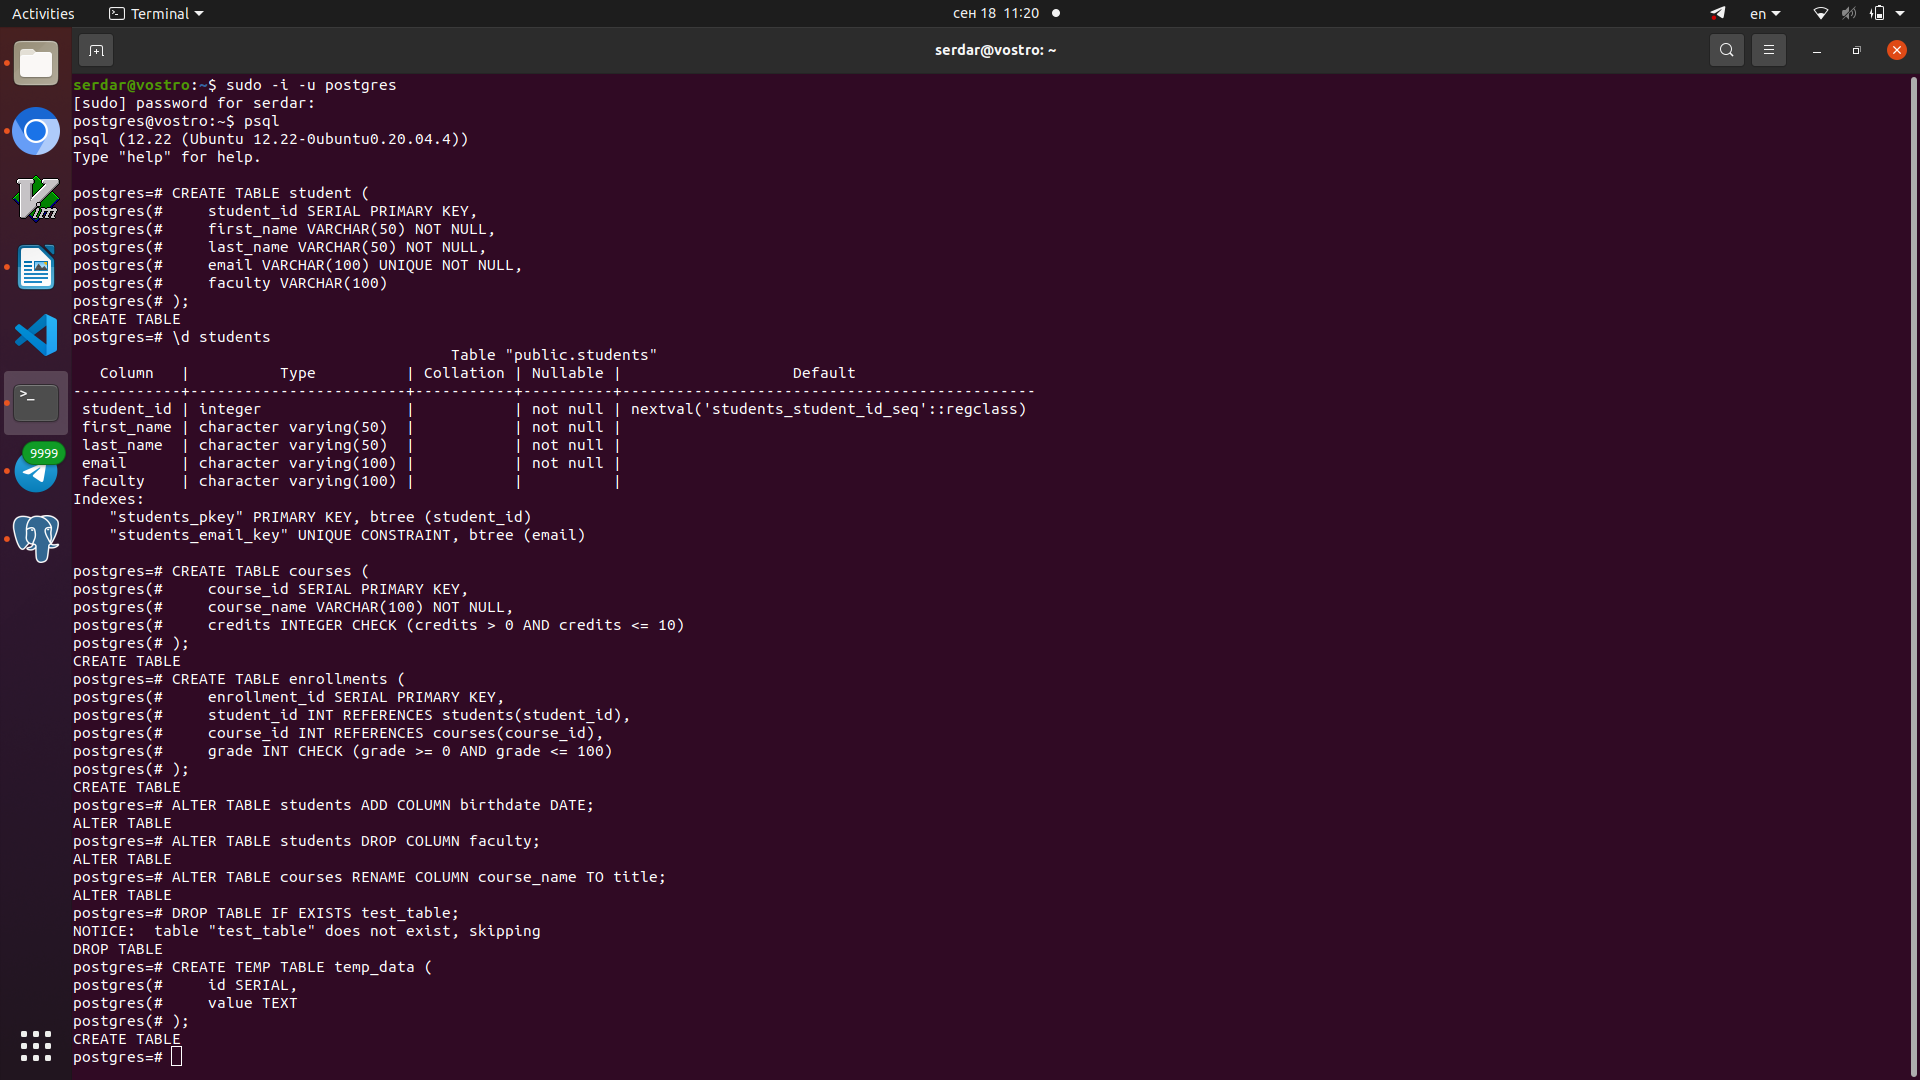 Activities Terminal сен 18 11:20 en
serdar@vostro: ~
serdar@vostro:~$ sudo -i -u postgres
[sudo] password for serdar:
postgres@vostro:~$ psql
psql (12.22 (Ubuntu 12.22-0ubuntu0.20.04.4))
Type "help" for help.

postgres=# CREATE TABLE student (
postgres(#     student_id SERIAL PRIMARY KEY,
postgres(#     first_name VARCHAR(50) NOT NULL,
postgres(#     last_name VARCHAR(50) NOT NULL,
postgres(#     email VARCHAR(100) UNIQUE NOT NULL,
postgres(#     faculty VARCHAR(100)
postgres(# );
CREATE TABLE
postgres=# \d students
                                          Table "public.students"
   Column   |          Type          | Collation | Nullable |                   Default
------------+------------------------+-----------+----------+----------------------------------------------
 student_id | integer                |           | not null | nextval('students_student_id_seq'::regclass)
 first_name | character varying(50)  |           | not null |
 last_name  | character varying(50)  |           | not null |
 email      | character varying(100) |           | not null |
 faculty    | character varying(100) |           |          |
Indexes:
    "students_pkey" PRIMARY KEY, btree (student_id)
    "students_email_key" UNIQUE CONSTRAINT, btree (email)

postgres=# CREATE TABLE courses (
postgres(#     course_id SERIAL PRIMARY KEY,
postgres(#     course_name VARCHAR(100) NOT NULL,
postgres(#     credits INTEGER CHECK (credits > 0 AND credits <= 10)
postgres(# );
CREATE TABLE
postgres=# CREATE TABLE enrollments (
postgres(#     enrollment_id SERIAL PRIMARY KEY,
postgres(#     student_id INT REFERENCES students(student_id),
postgres(#     course_id INT REFERENCES courses(course_id),
postgres(#     grade INT CHECK (grade >= 0 AND grade <= 100)
postgres(# );
CREATE TABLE
postgres=# ALTER TABLE students ADD COLUMN birthdate DATE;
ALTER TABLE
postgres=# ALTER TABLE students DROP COLUMN faculty;
ALTER TABLE
postgres=# ALTER TABLE courses RENAME COLUMN course_name TO title;
ALTER TABLE
postgres=# DROP TABLE IF EXISTS test_table;
NOTICE:  table "test_table" does not exist, skipping
DROP TABLE
postgres=# CREATE TEMP TABLE temp_data (
postgres(#     id SERIAL,
postgres(#     value TEXT
postgres(# );
CREATE TABLE
postgres=#
Vim
>_
9999